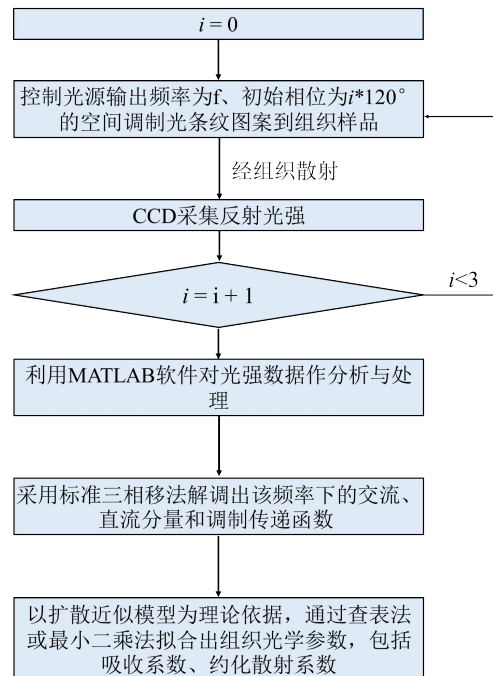 i = 0
控制光源输出频率为f、初始相位为i*120°
的空间调制光条纹图案到组织样品
经组织散射
CCD采集反射光强
i = i + 1
i<3
利用MATLAB软件对光强数据作分析与处
理
采用标准三相移法解调出该频率下的交流、
直流分量和调制传递函数
以扩散近似模型为理论依据，通过查表法
或最小二乘法拟合出组织光学参数，包括
吸收系数、约化散射系数